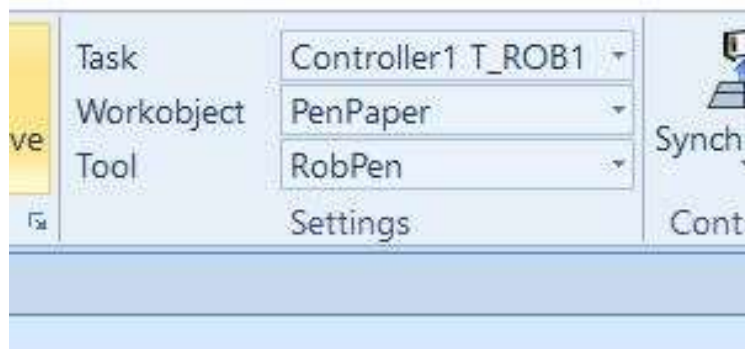 Task Controller1 T_ROB1
Workobject PenPaper
ve
Tool RobPen
Synch
Settings
Cont